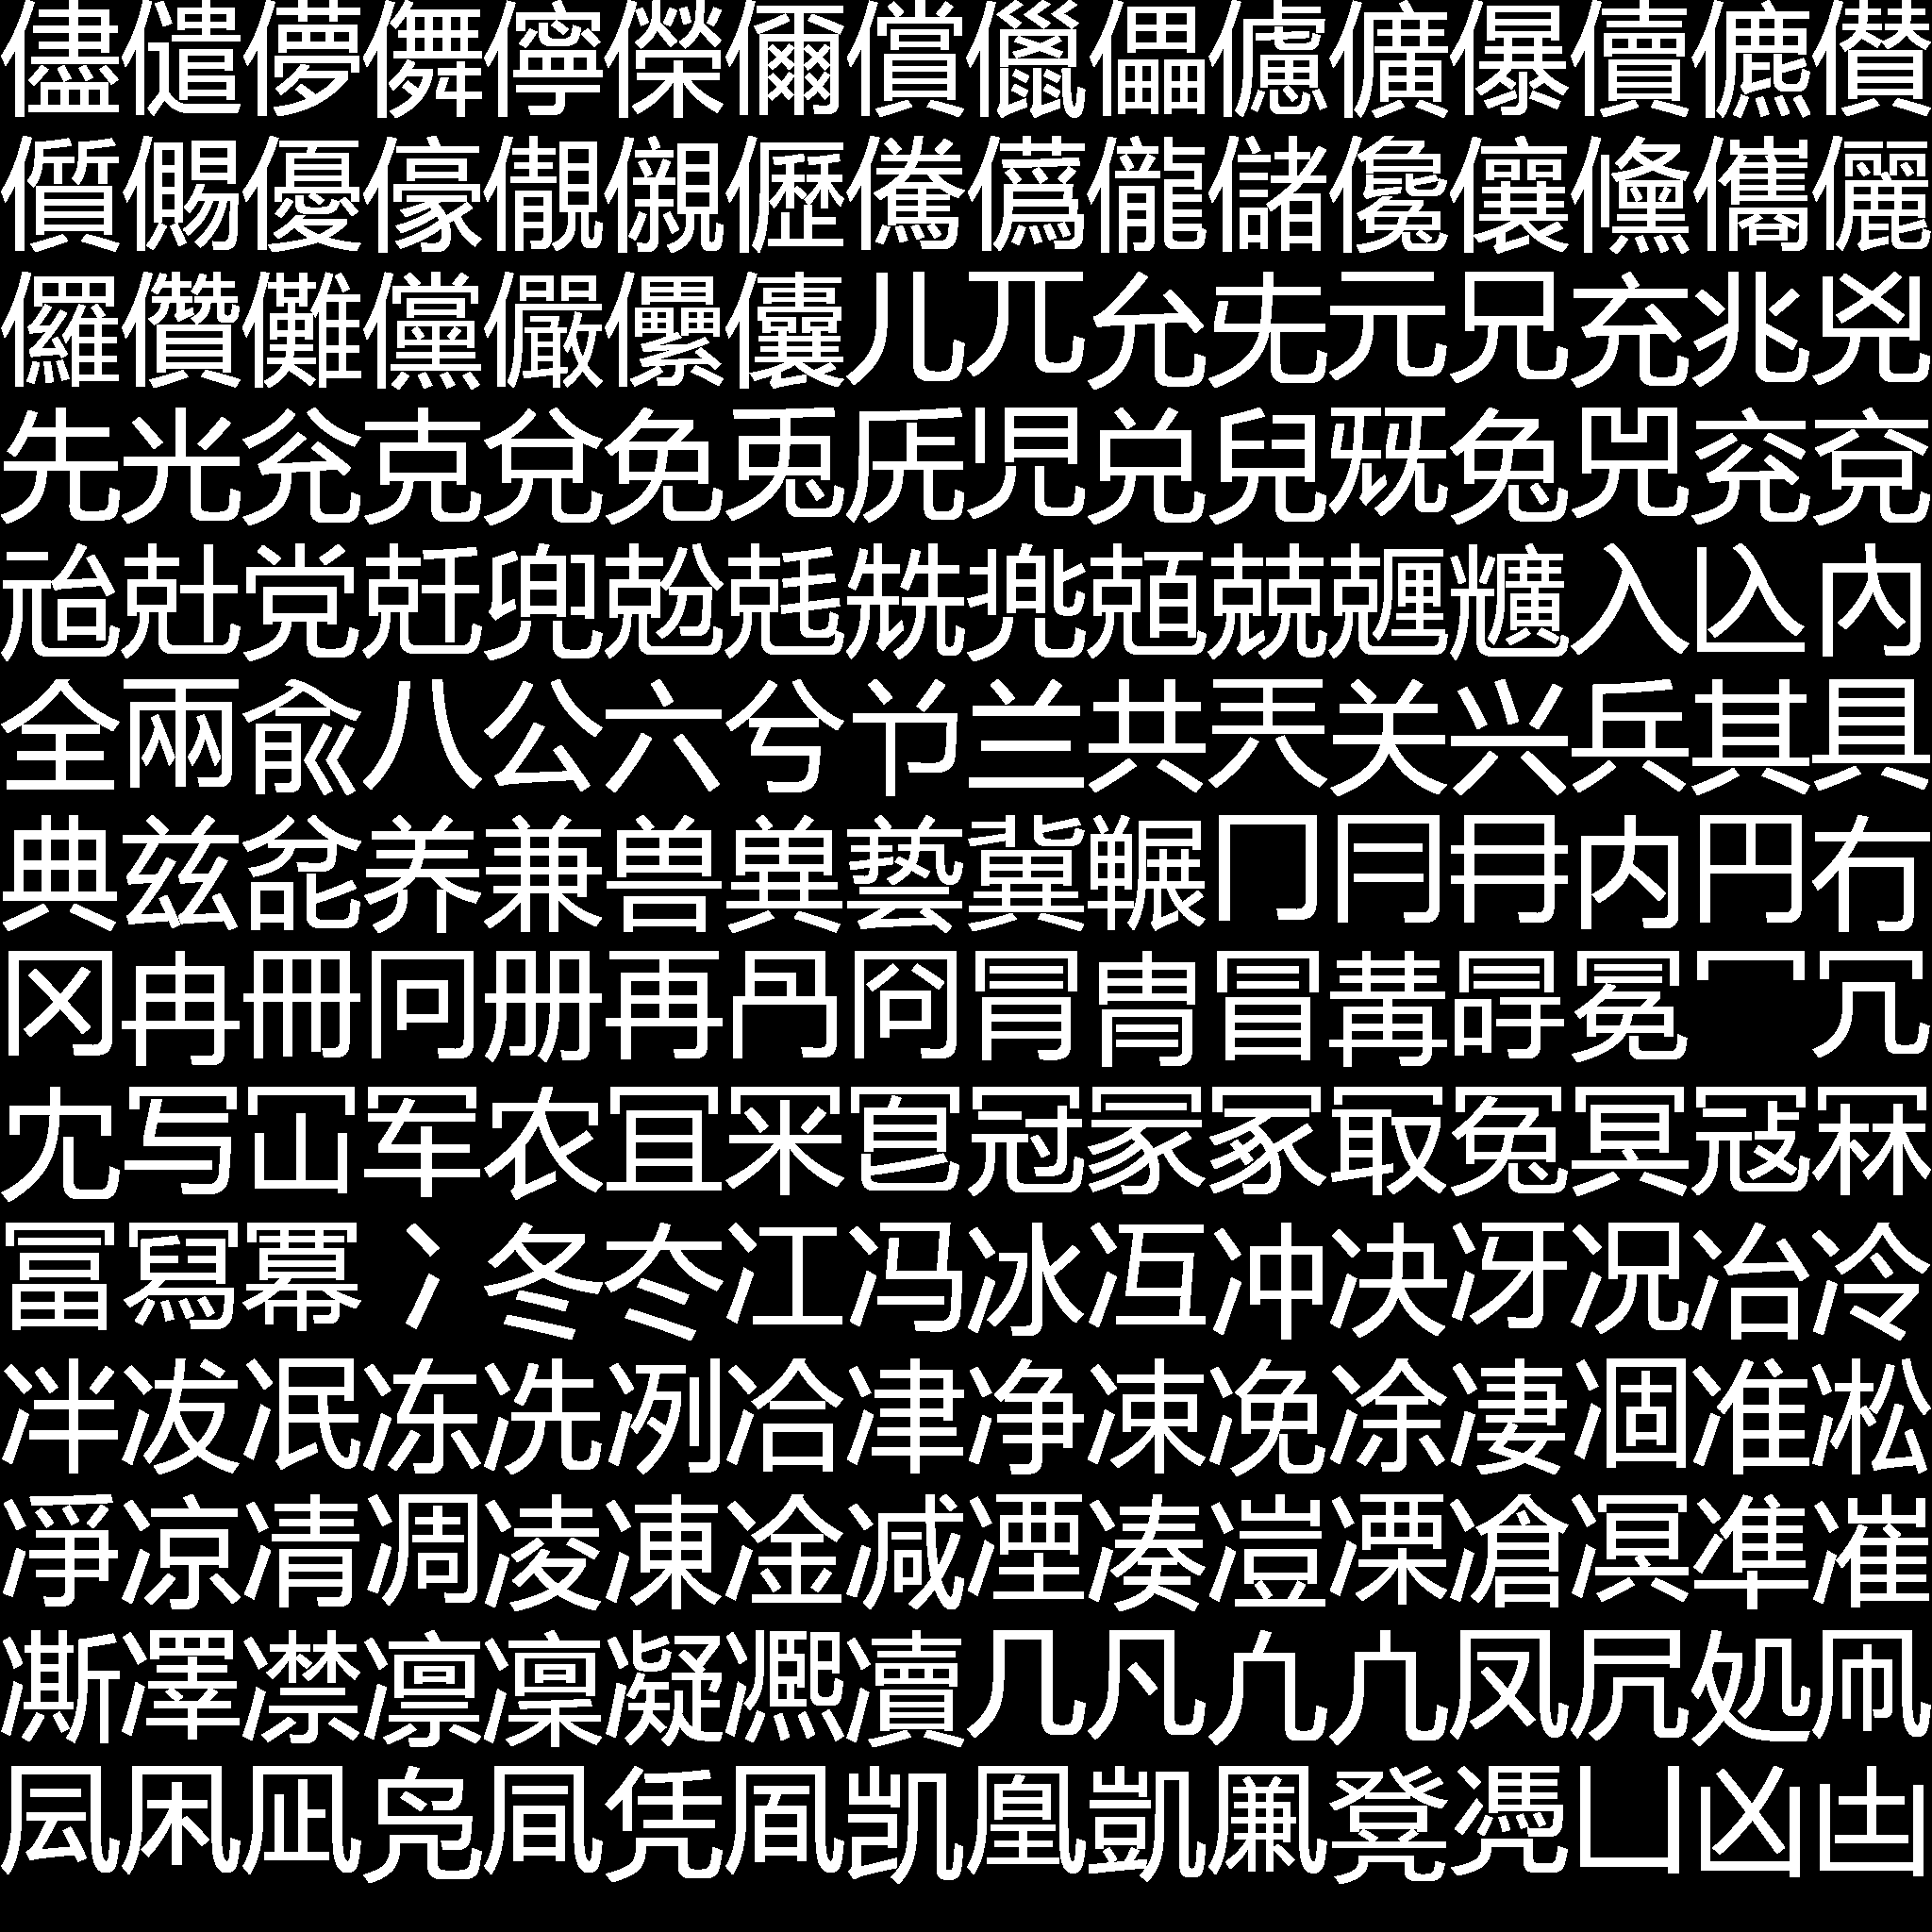 儘儙儚儛儜儝儞償儠儡儢儣儤儥儦儧
儨儩優儫儬儭儮儯儰儱儲儳儴儵儶儷
儸儹儺儻儼儽儾儿兀允兂元兄充兆兇
先光兊克兌免兎兏児兑兒兓兔兕兖兗
兘兙党兛兜兝兞兟兠兡兢兣兤入兦內
全兩兪八公六兮兯兰共兲关兴兵其具
典兹兺养兼兽兾兿冀冁冂冃冄内円冇
冈冉冊冋册再冎冏冐冑冒冓冔冕冖冗
冘写冚军农冝冞冟冠冡冢冣冤冥冦冧
冨冩冪冫冬冭冮冯冰冱冲决冴况冶冷
冸冹冺冻冼冽冾冿净凁凂凃凄凅准凇
凈凉凊凋凌凍凎减凐凑凒凓凔凕凖凗
凘凙凚凛凜凝凞凟几凡凢凣凤凥処凧
凨凩凪凫凬凭凮凯凰凱凲凳凴凵凶凷